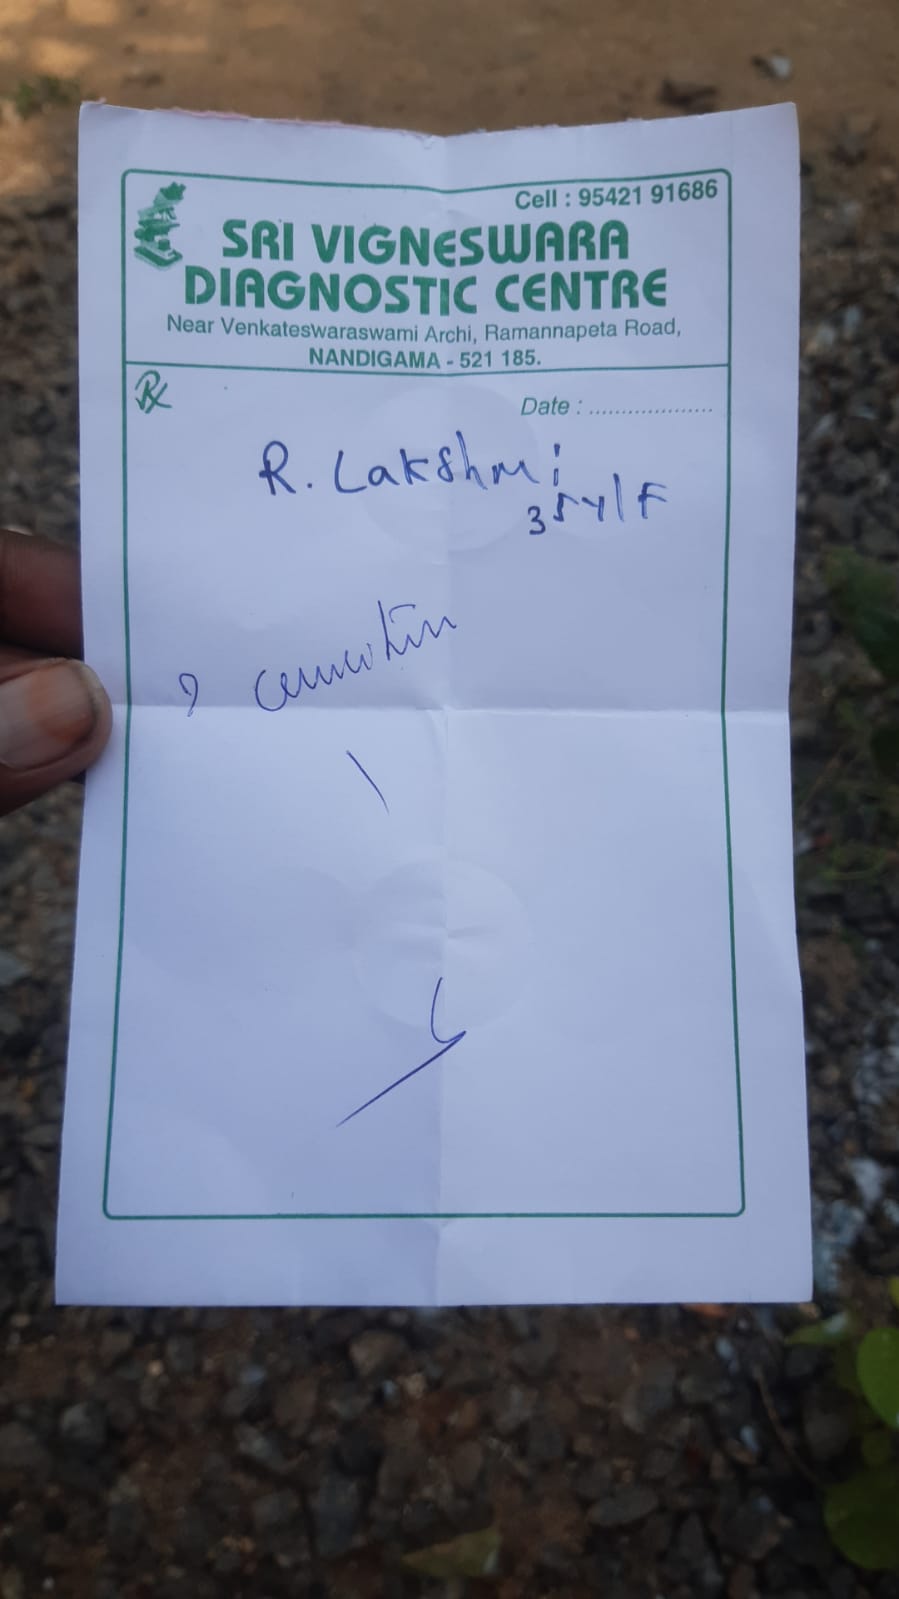 Cell : 95421 91686
SRI VIGNESWARA
DIAGNOSTIC CENTRE
Near Venkateswaraswami Archi, Ramannapeta Road,
NANDIGAMA - 521 185.
Rx
Date : ....................
R. Lakshmi
35y/F